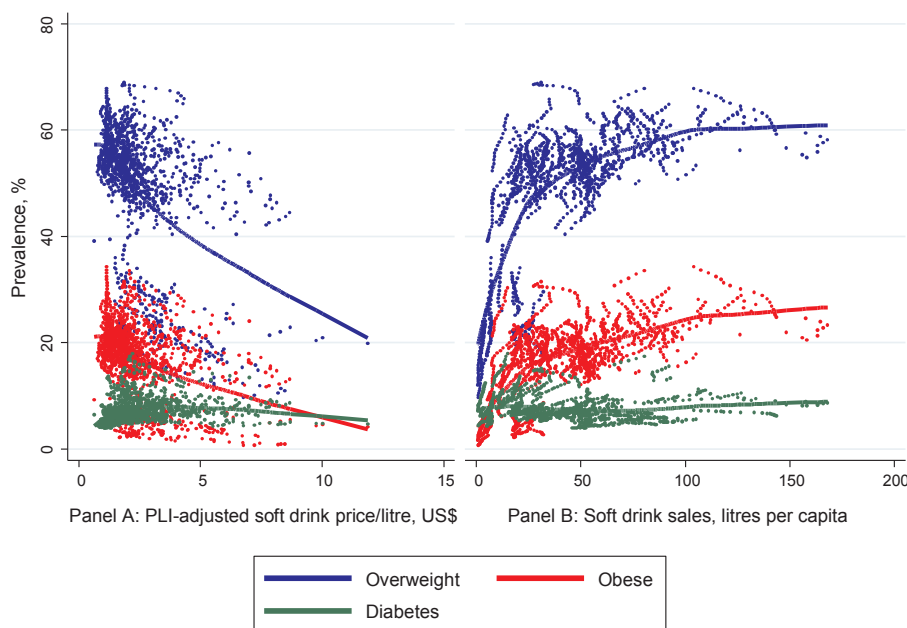 80
60
40
20
0
Prevalence, %
0 5 10 15
0 50 100 150 200
Panel A: PLI-adjusted soft drink price/litre, US$
Panel B: Soft drink sales, litres per capita
Overweight
Obese
Diabetes